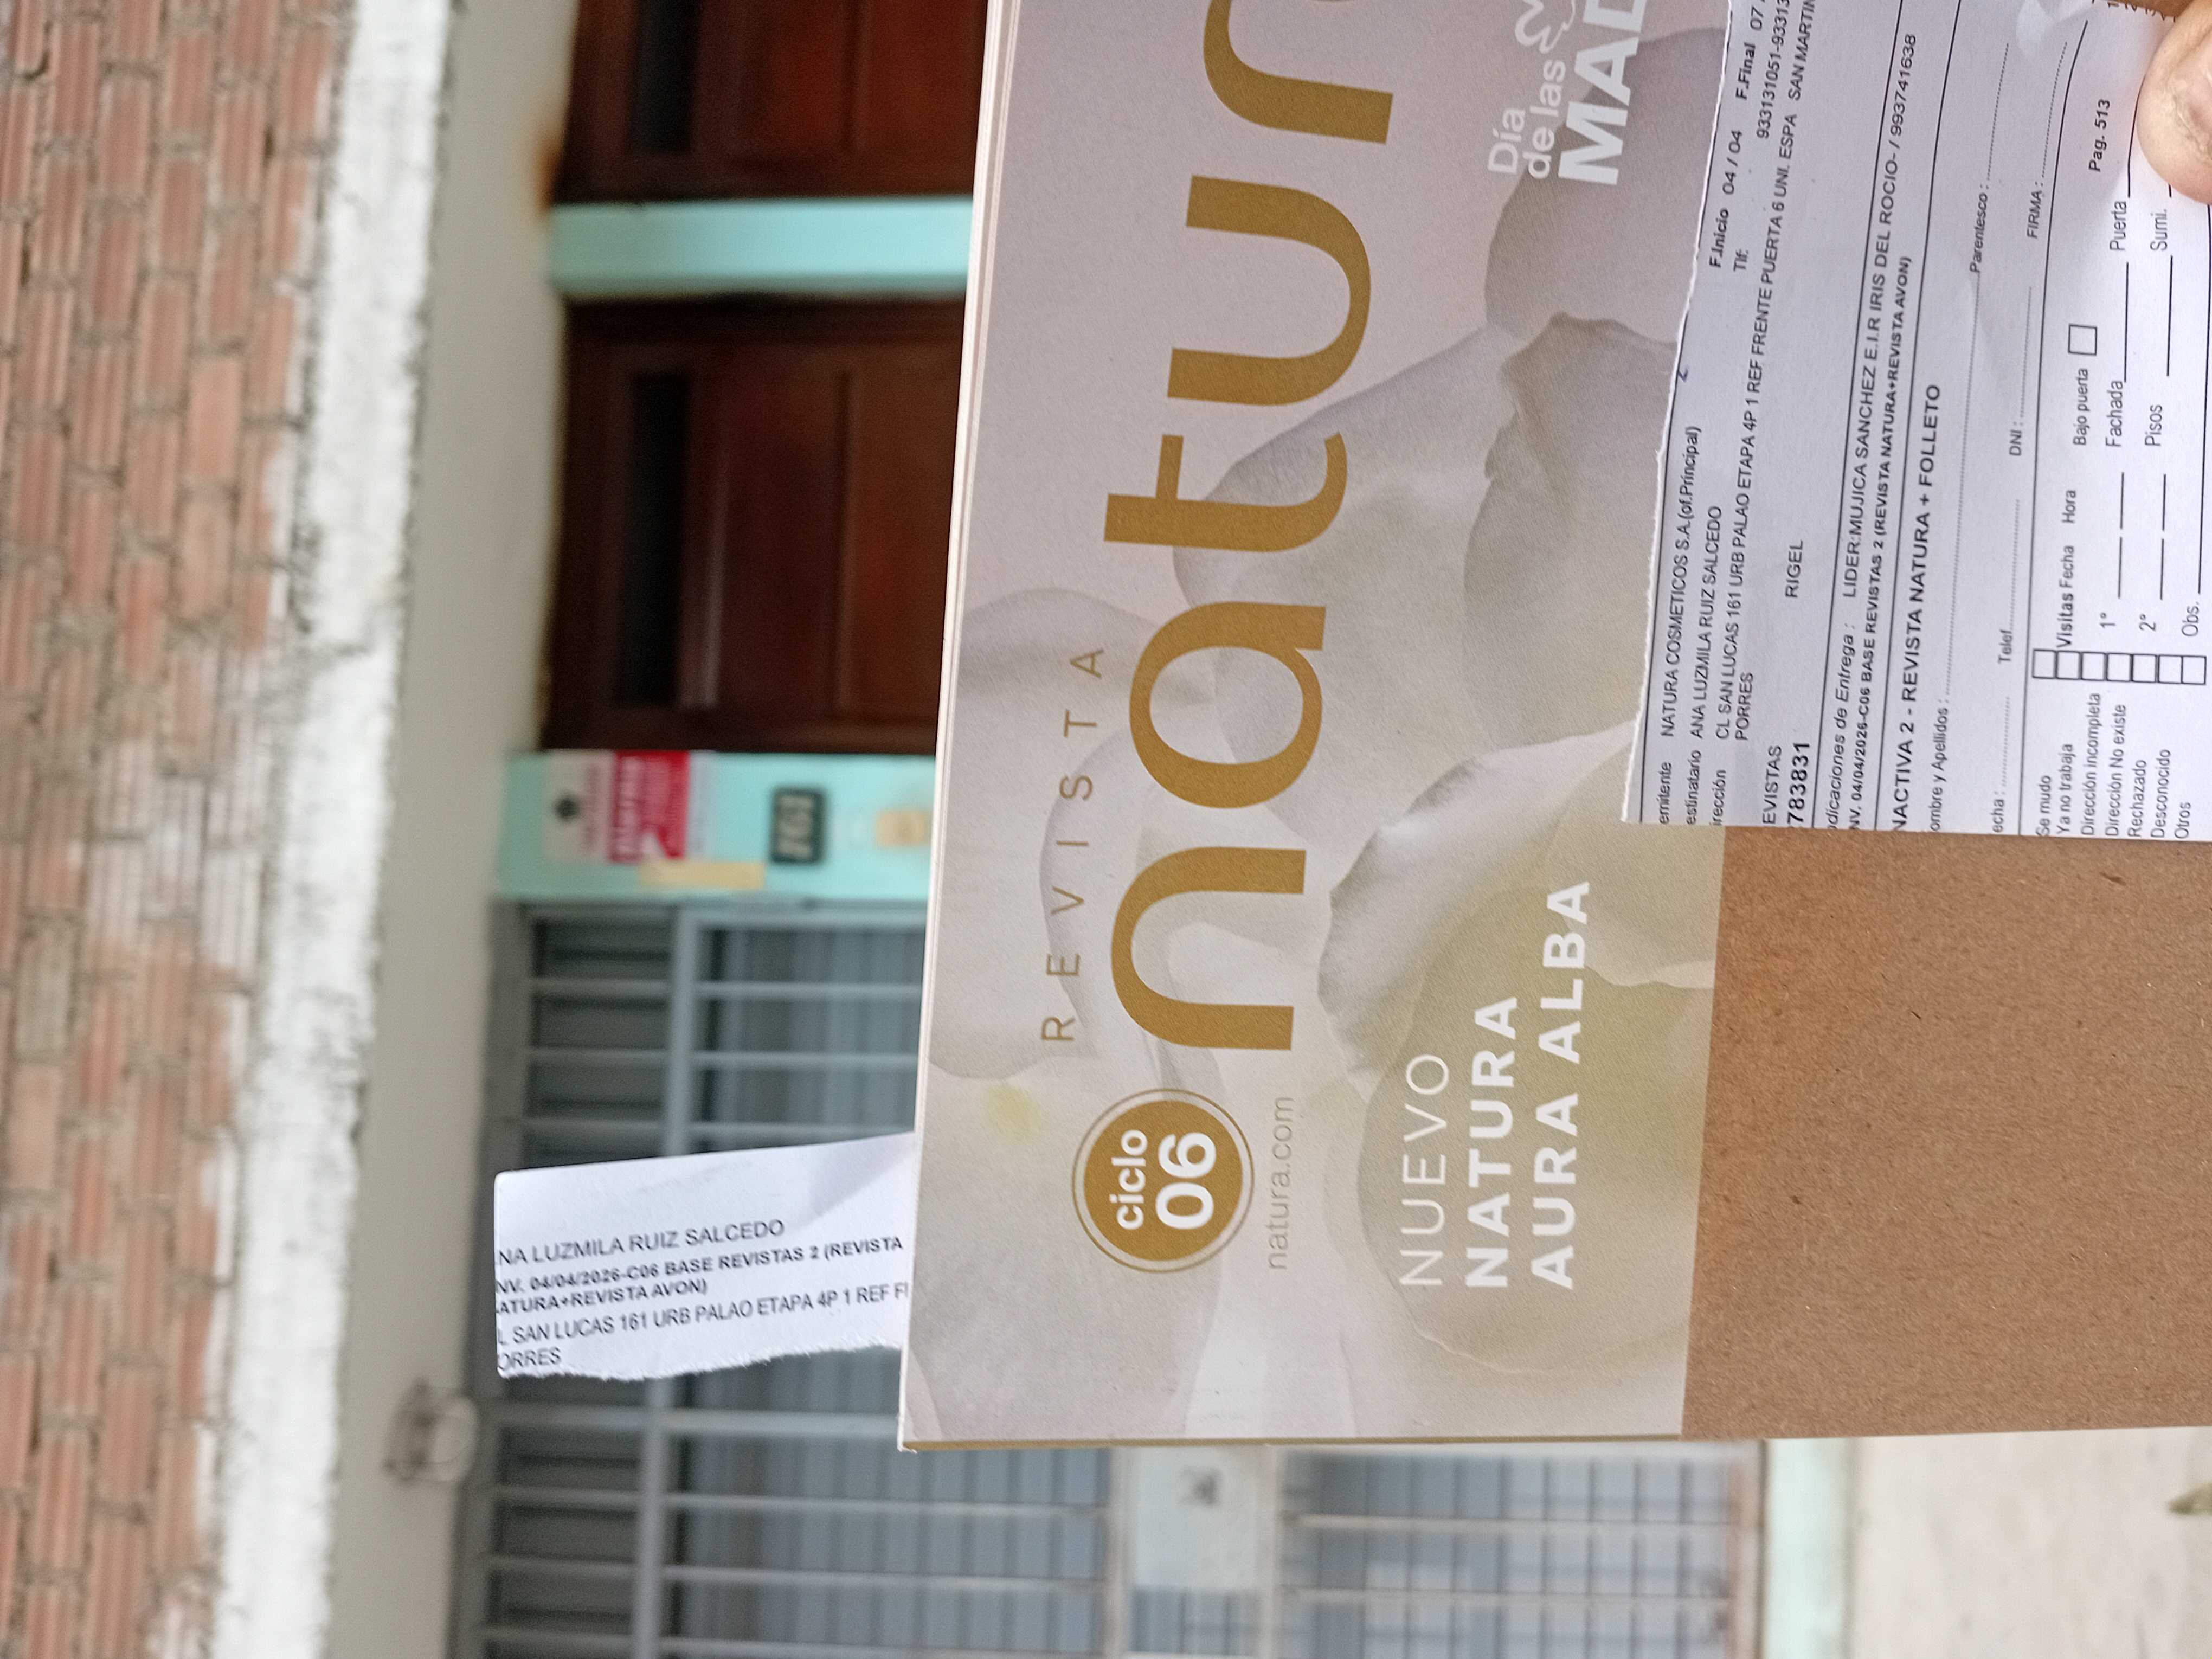 NA LUZMILA RUIZ SALCEDO
NV. 04/04/2026-C06 BASE REVISTAS 2 (REVISTA
ATURA+REVISTA AVON)
L SAN LUCAS 161 URB PALAO ETAPA 4P 1 REF
ORRES
REVISTA
natur
ciclo
06
natura.com
NUEVO
NATURA
AURA ALBA
Día
de las
MAD
emitente NATURA COSMETICOS S.A.(of.Principal)
estinatario ANA LUZMILA RUIZ SALCEDO F.Inicio 04 / 04 F.Final 07
irección CL SAN LUCAS 161 URB PALAO ETAPA 4P 1 REF FRENTE PUERTA 6 UNI. ESPA SAN MARTIN
PORRES
Tlf: 933131051-93313
EVISTAS
783831 RIGEL
ndicaciones de Entrega : LIDER:MUJICA SANCHEZ E.I.R IRIS DEL ROCIO- / 993741638
NV. 04/04/2026-C06 BASE REVISTAS 2 (REVISTA NATURA+REVISTA AVON)
NACTIVA 2 - REVISTA NATURA + FOLLETO
ombre y Apellidos : Parentesco :
echa : Telef. DNI : FIRMA :
Pag. 513
Se mudo
Ya no trabaja
Dirección incompleta
Dirección No existe
Rechazado
Desconocido
Otros
Visitas Fecha Hora Bajo puerta
1° Fachada Puerta
2° Pisos Sumi.
Obs.